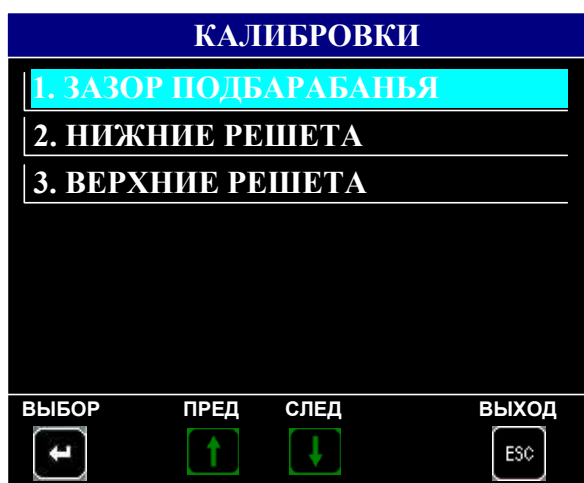 КАЛИБРОВКИ
1. ЗАЗОР ПОДБАРАБАНЬЯ
2. НИЖНИЕ РЕШЕТА
3. ВЕРХНИЕ РЕШЕТА
ВЫБОР ПРЕД СЛЕД ВЫХОД
ESC